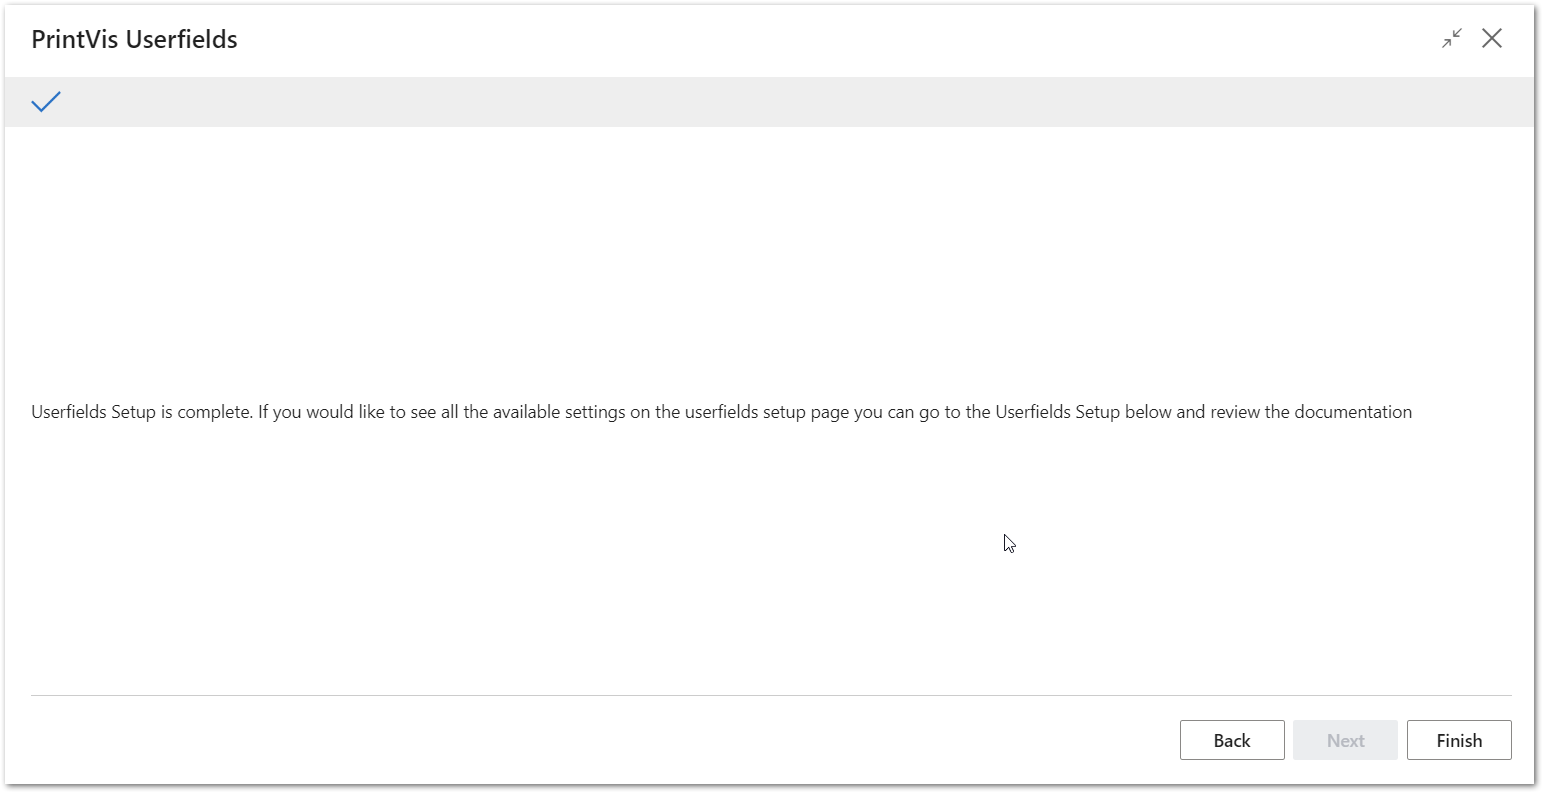 PrintVis Userfields
Userfields Setup is complete. If you would like to see all the available settings on the userfields setup page you can go to the Userfields Setup below and review the documentation
Back
Next
Finish